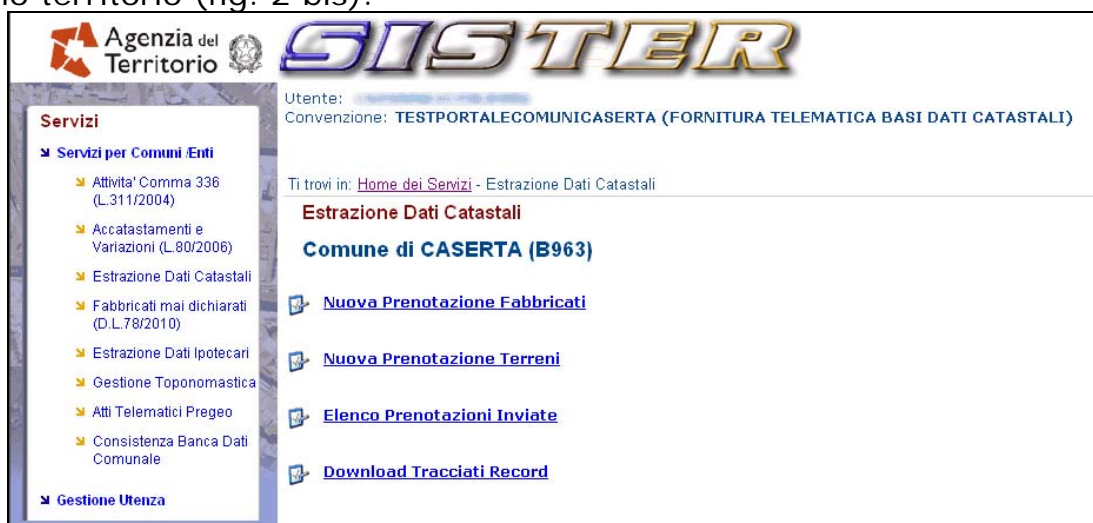 territorio (fig. 2 bis).
Agenzia del
Territorio
SISTER
Utente:
Convenzione: TESTPORTALECOMUNICASERTA (FORNITURA TELEMATICA BASI DATI CATASTALI)
Servizi
Servizi per Comuni /Enti
Attivita' Comma 336
(L.311/2004)
Accatastamenti e
Variazioni (L.80/2006)
Estrazione Dati Catastali
Fabbricati mai dichiarati
(D.L.78/2010)
Estrazione Dati Ipotecari
Gestione Toponomastica
Atti Telematici Pregeo
Consistenza Banca Dati
Comunale
Gestione Utenza
Ti trovi in: Home dei Servizi - Estrazione Dati Catastali
Estrazione Dati Catastali
Comune di CASERTA (B963)
Nuova Prenotazione Fabbricati
Nuova Prenotazione Terreni
Elenco Prenotazioni Inviate
Download Tracciati Record